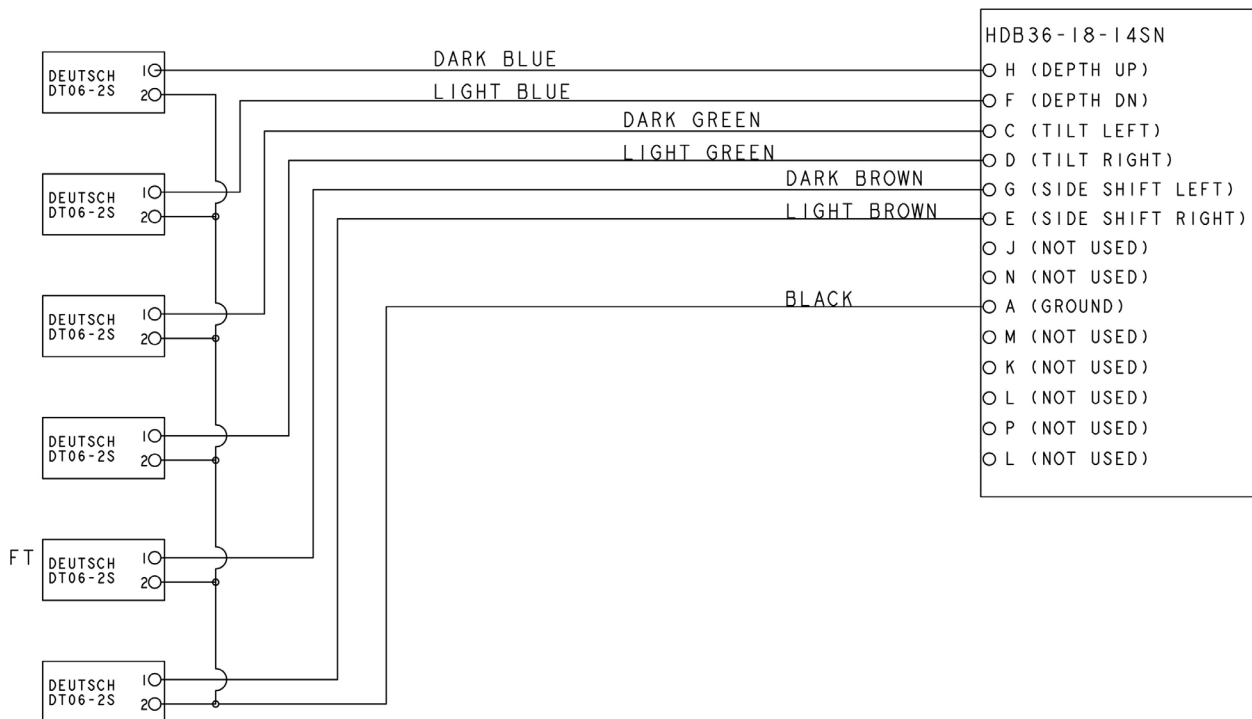 HDB36-18-14SN
DEUTSCH 1
DT06-2S 2
DARK BLUE
H (DEPTH UP)
LIGHT BLUE
F (DEPTH DN)
DARK GREEN
C (TILT LEFT)
LIGHT GREEN
D (TILT RIGHT)
DEUTSCH 1
DT06-2S 2
DARK BROWN
G (SIDE SHIFT LEFT)
LIGHT BROWN
E (SIDE SHIFT RIGHT)
J (NOT USED)
N (NOT USED)
BLACK
A (GROUND)
DEUTSCH 1
DT06-2S 2
M (NOT USED)
K (NOT USED)
L (NOT USED)
P (NOT USED)
L (NOT USED)
DEUTSCH 1
DT06-2S 2
FT
DEUTSCH 1
DT06-2S 2
DEUTSCH 1
DT06-2S 2